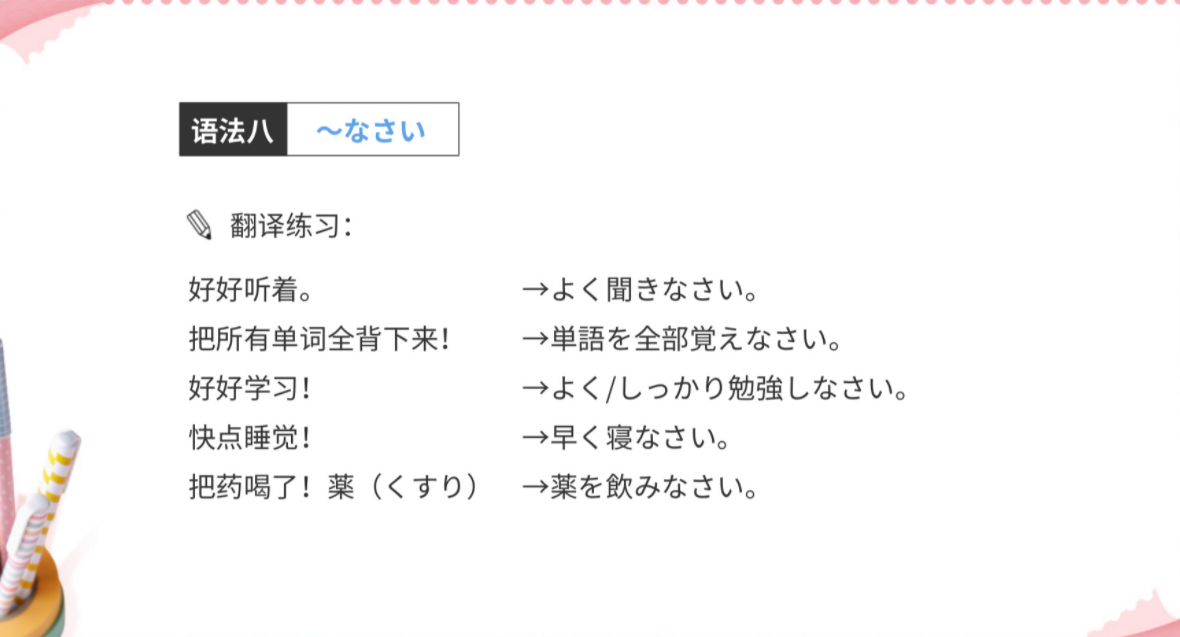 语法八 ～なさい
翻译练习：
好好听着。 →よく聞きなさい。
把所有单词全背下来！ →単語を全部覚えなさい。
好好学习！ →よく/しっかり勉強しなさい。
快点睡觉！ →早く寝なさい。
把药喝了！薬（くすり） →薬を飲みなさい。